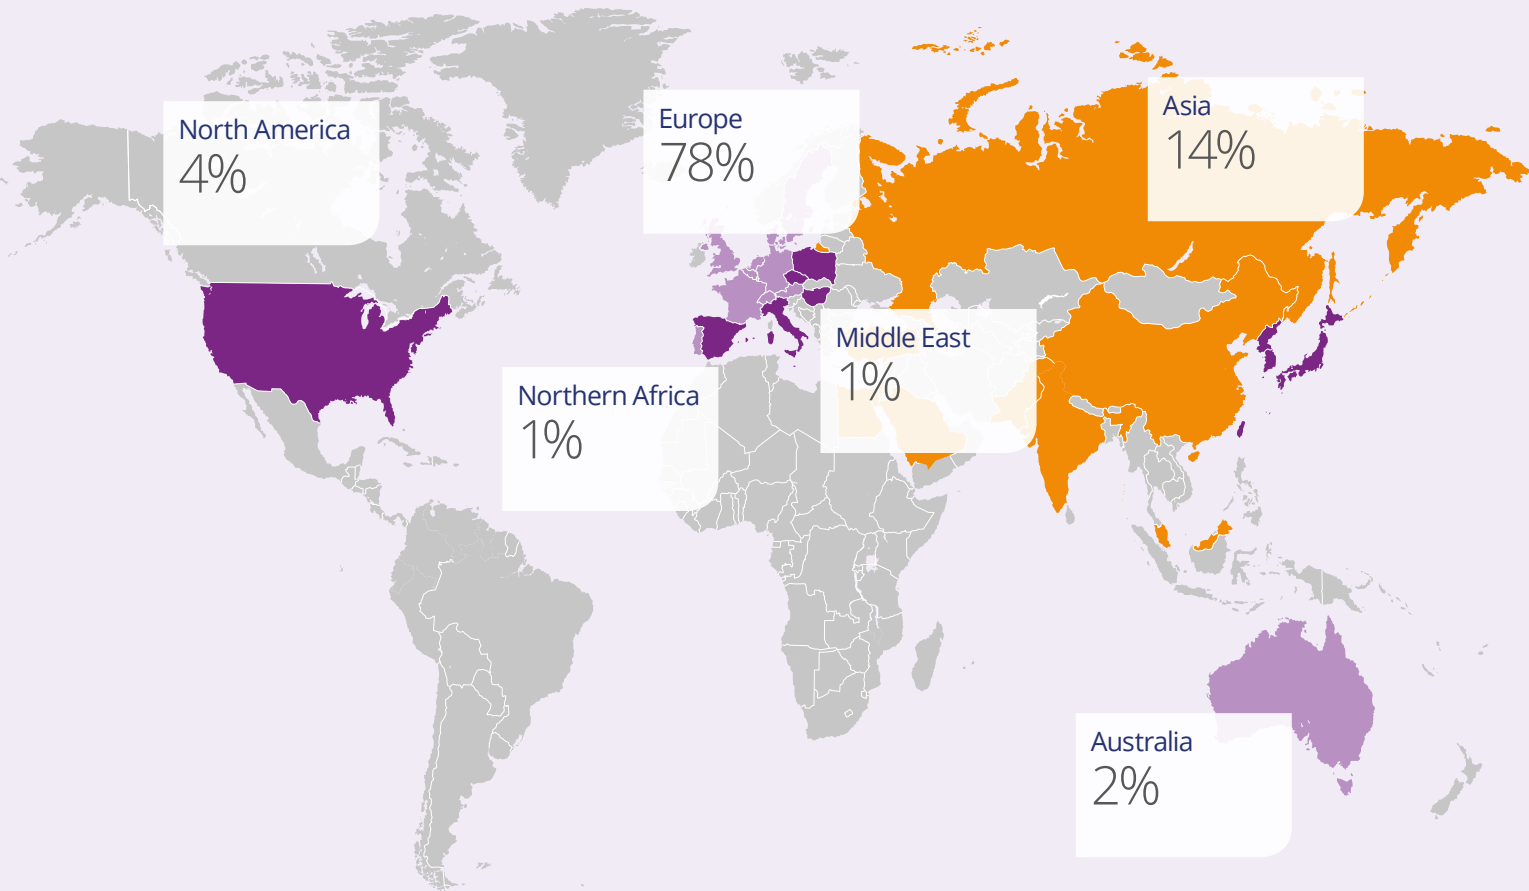 North America
4%
Europe
78%
Asia
14%
Northern Africa
1%
Middle East
1%
Australia
2%